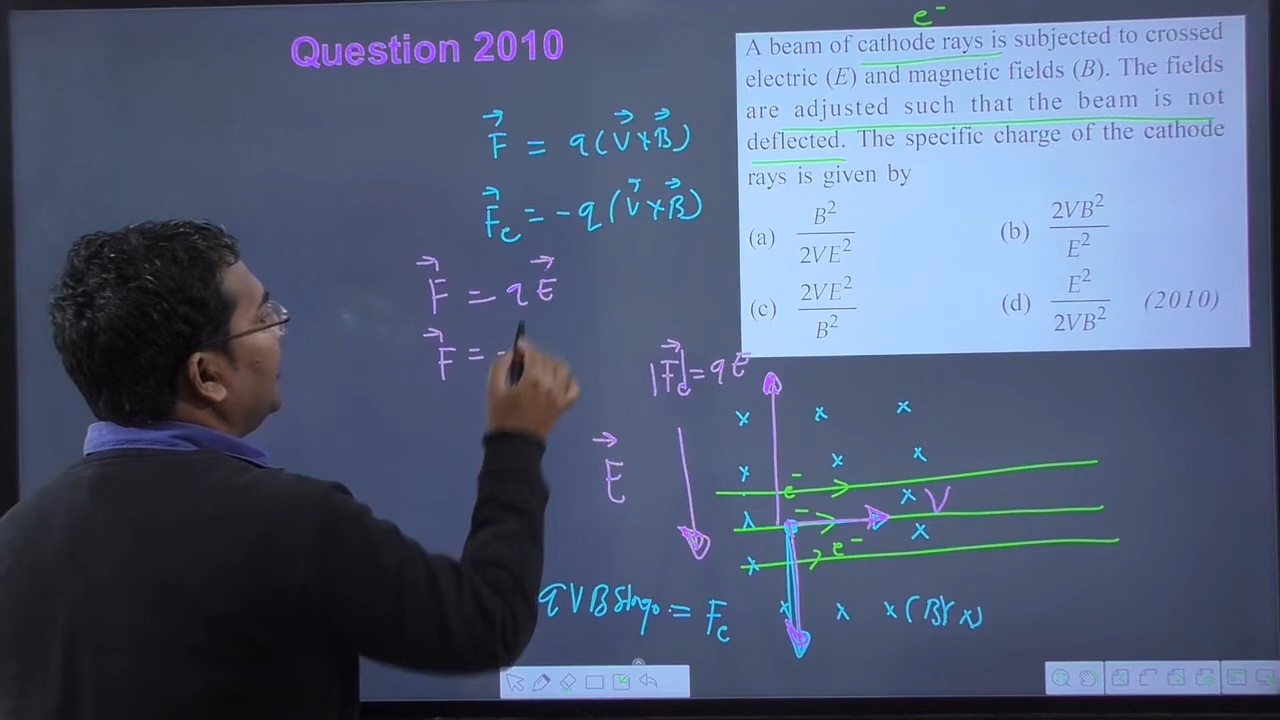 Question 2010
e⁻
A beam of cathode rays is subjected to crossed
electric (E) and magnetic fields (B). The fields
are adjusted such that the beam is not
deflected. The specific charge of the cathode
rays is given by
(a) B²/2VE²
(b) 2VB²/E²
(c) 2VE²/B²
(d) E²/2VB² (2010)
F⃗ = q(V⃗×B⃗)
F⃗e = -q(V⃗×B⃗)
F⃗ = qE⃗
F⃗ = -
|F⃗|e = qE
x x x
x x x
E⃗
e⁻ x V
x
e⁻
x
qVB sin90 = Fe
x x x (B)(x)